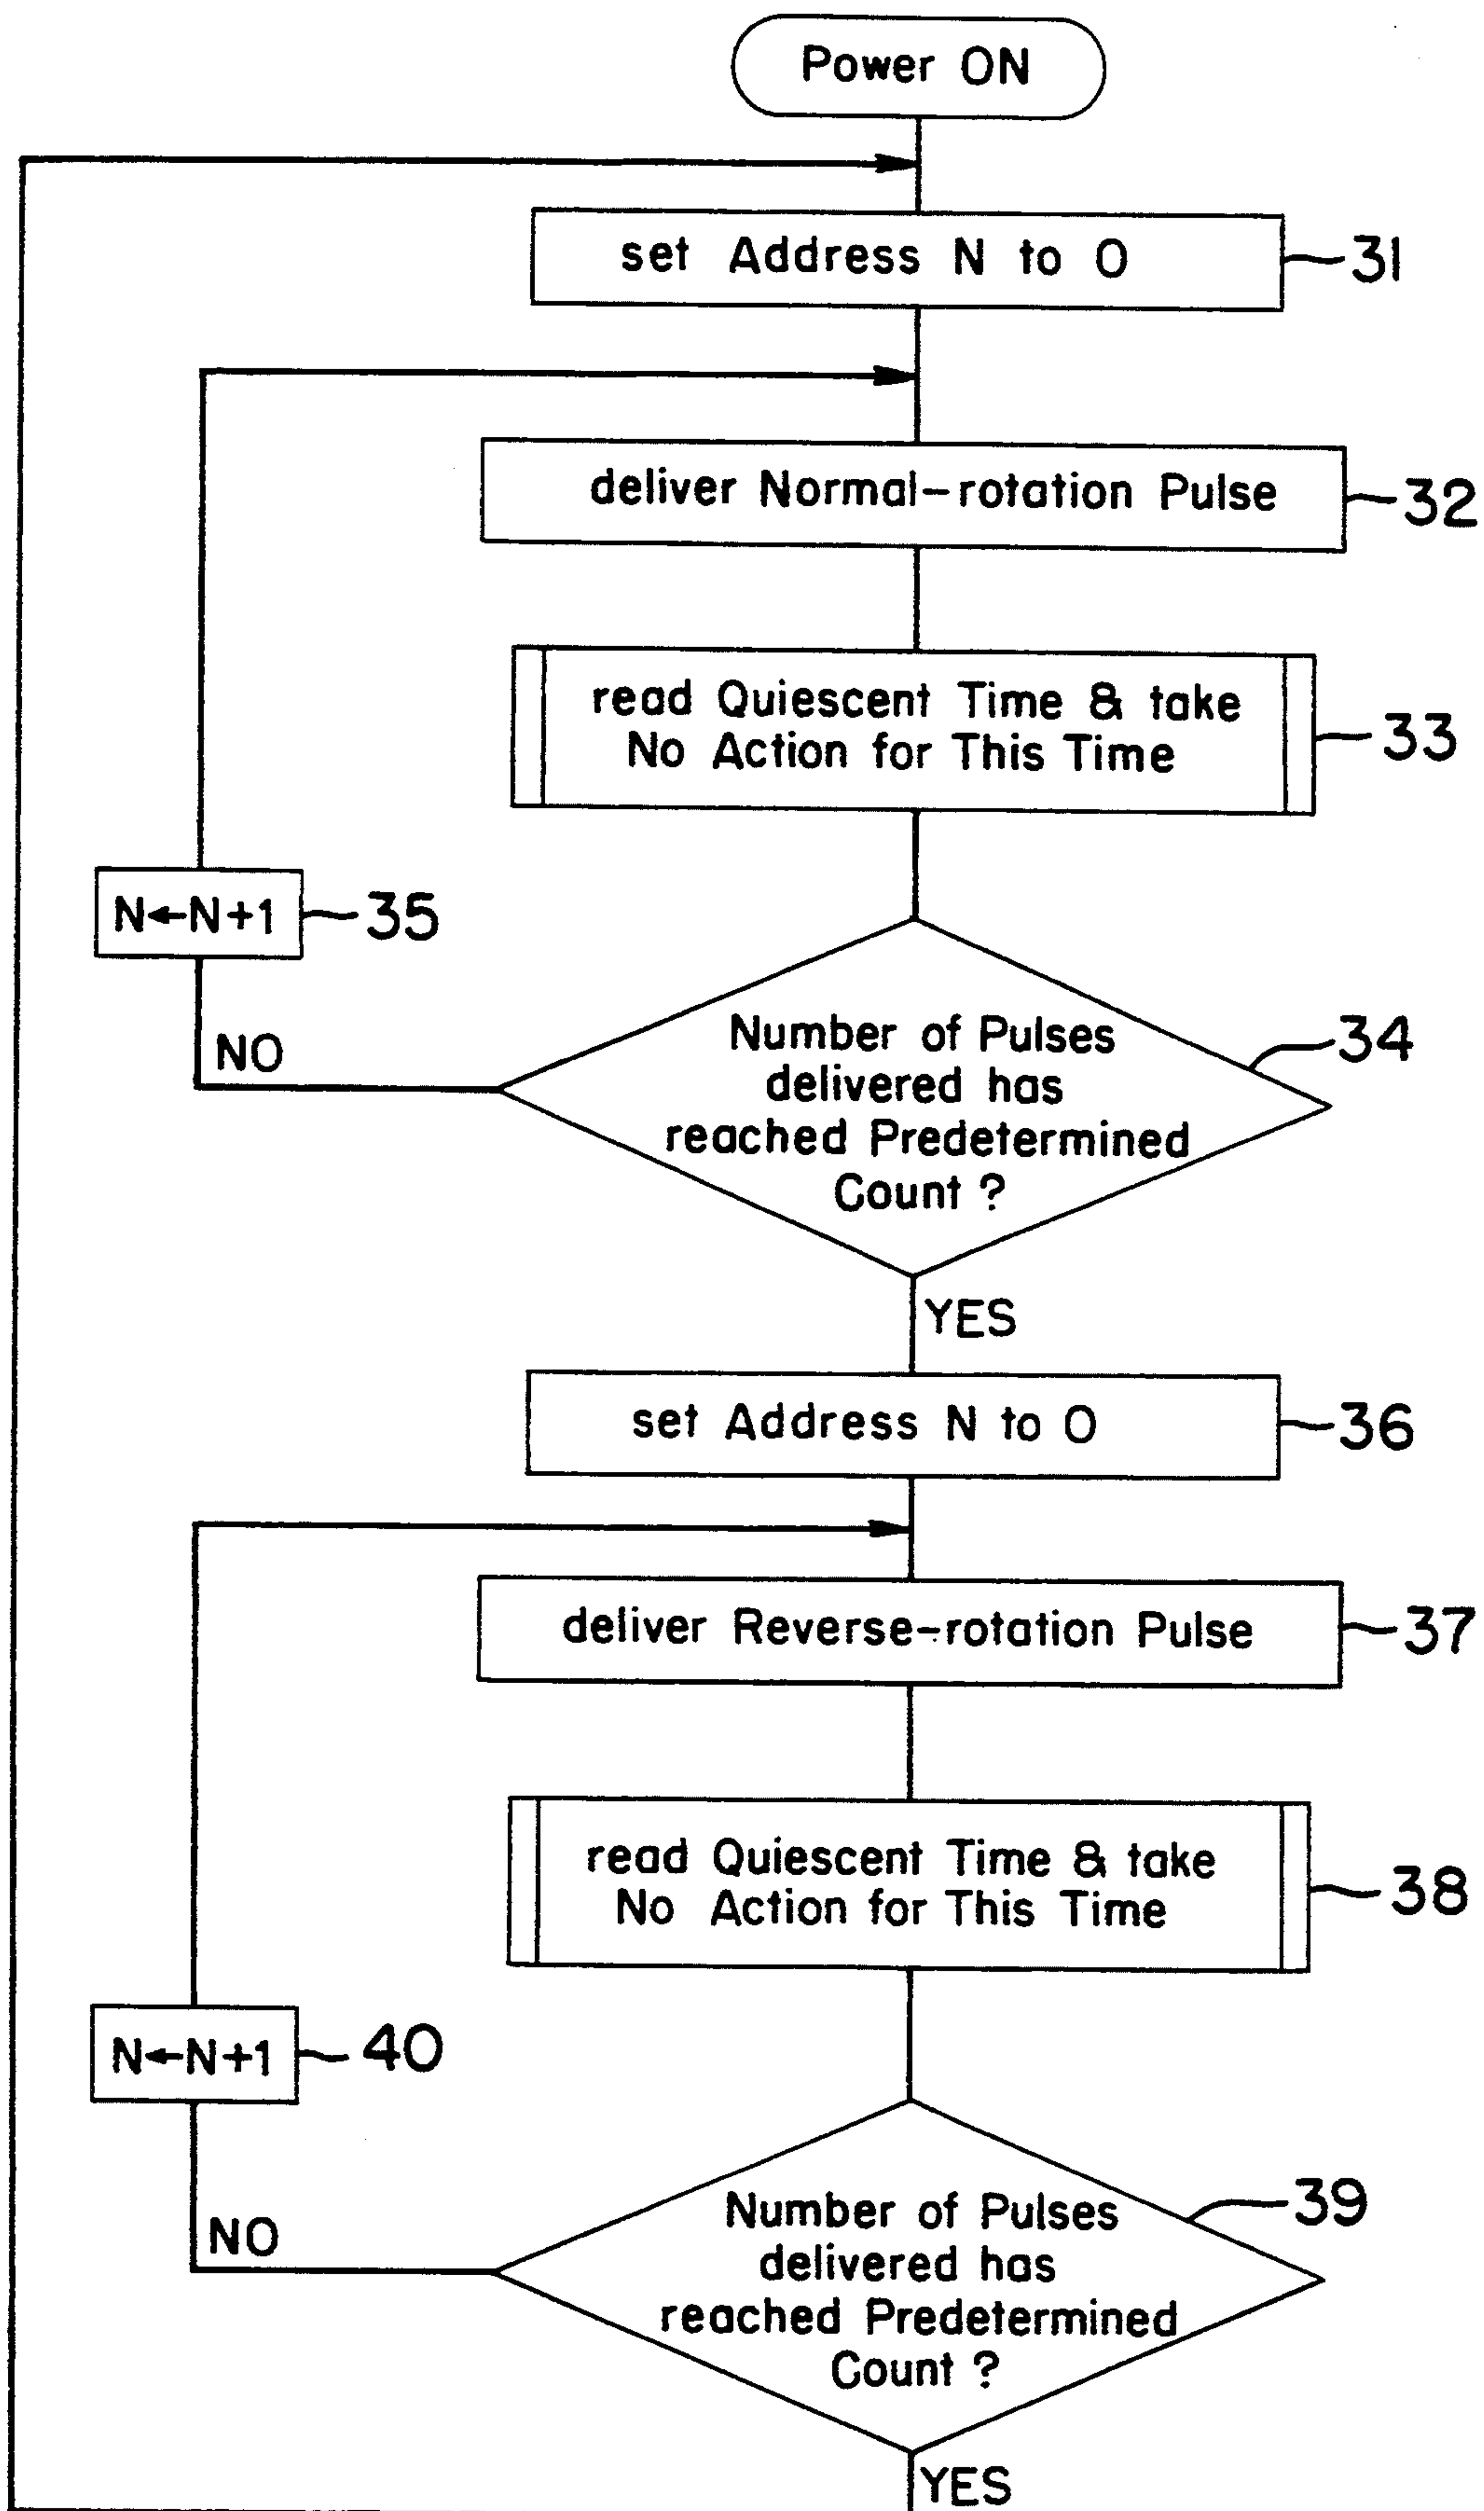 Power ON
set Address N to 0
31
deliver Normal-rotation Pulse
32
read Quiescent Time & take
No Action for This Time
33
N←N+1
35
Number of Pulses
delivered has
reached Predetermined
Count ?
34
NO
YES
set Address N to 0
36
deliver Reverse-rotation Pulse
37
read Quiescent Time & take
No Action for This Time
38
N←N+1
40
Number of Pulses
delivered has
reached Predetermined
Count ?
39
NO
YES